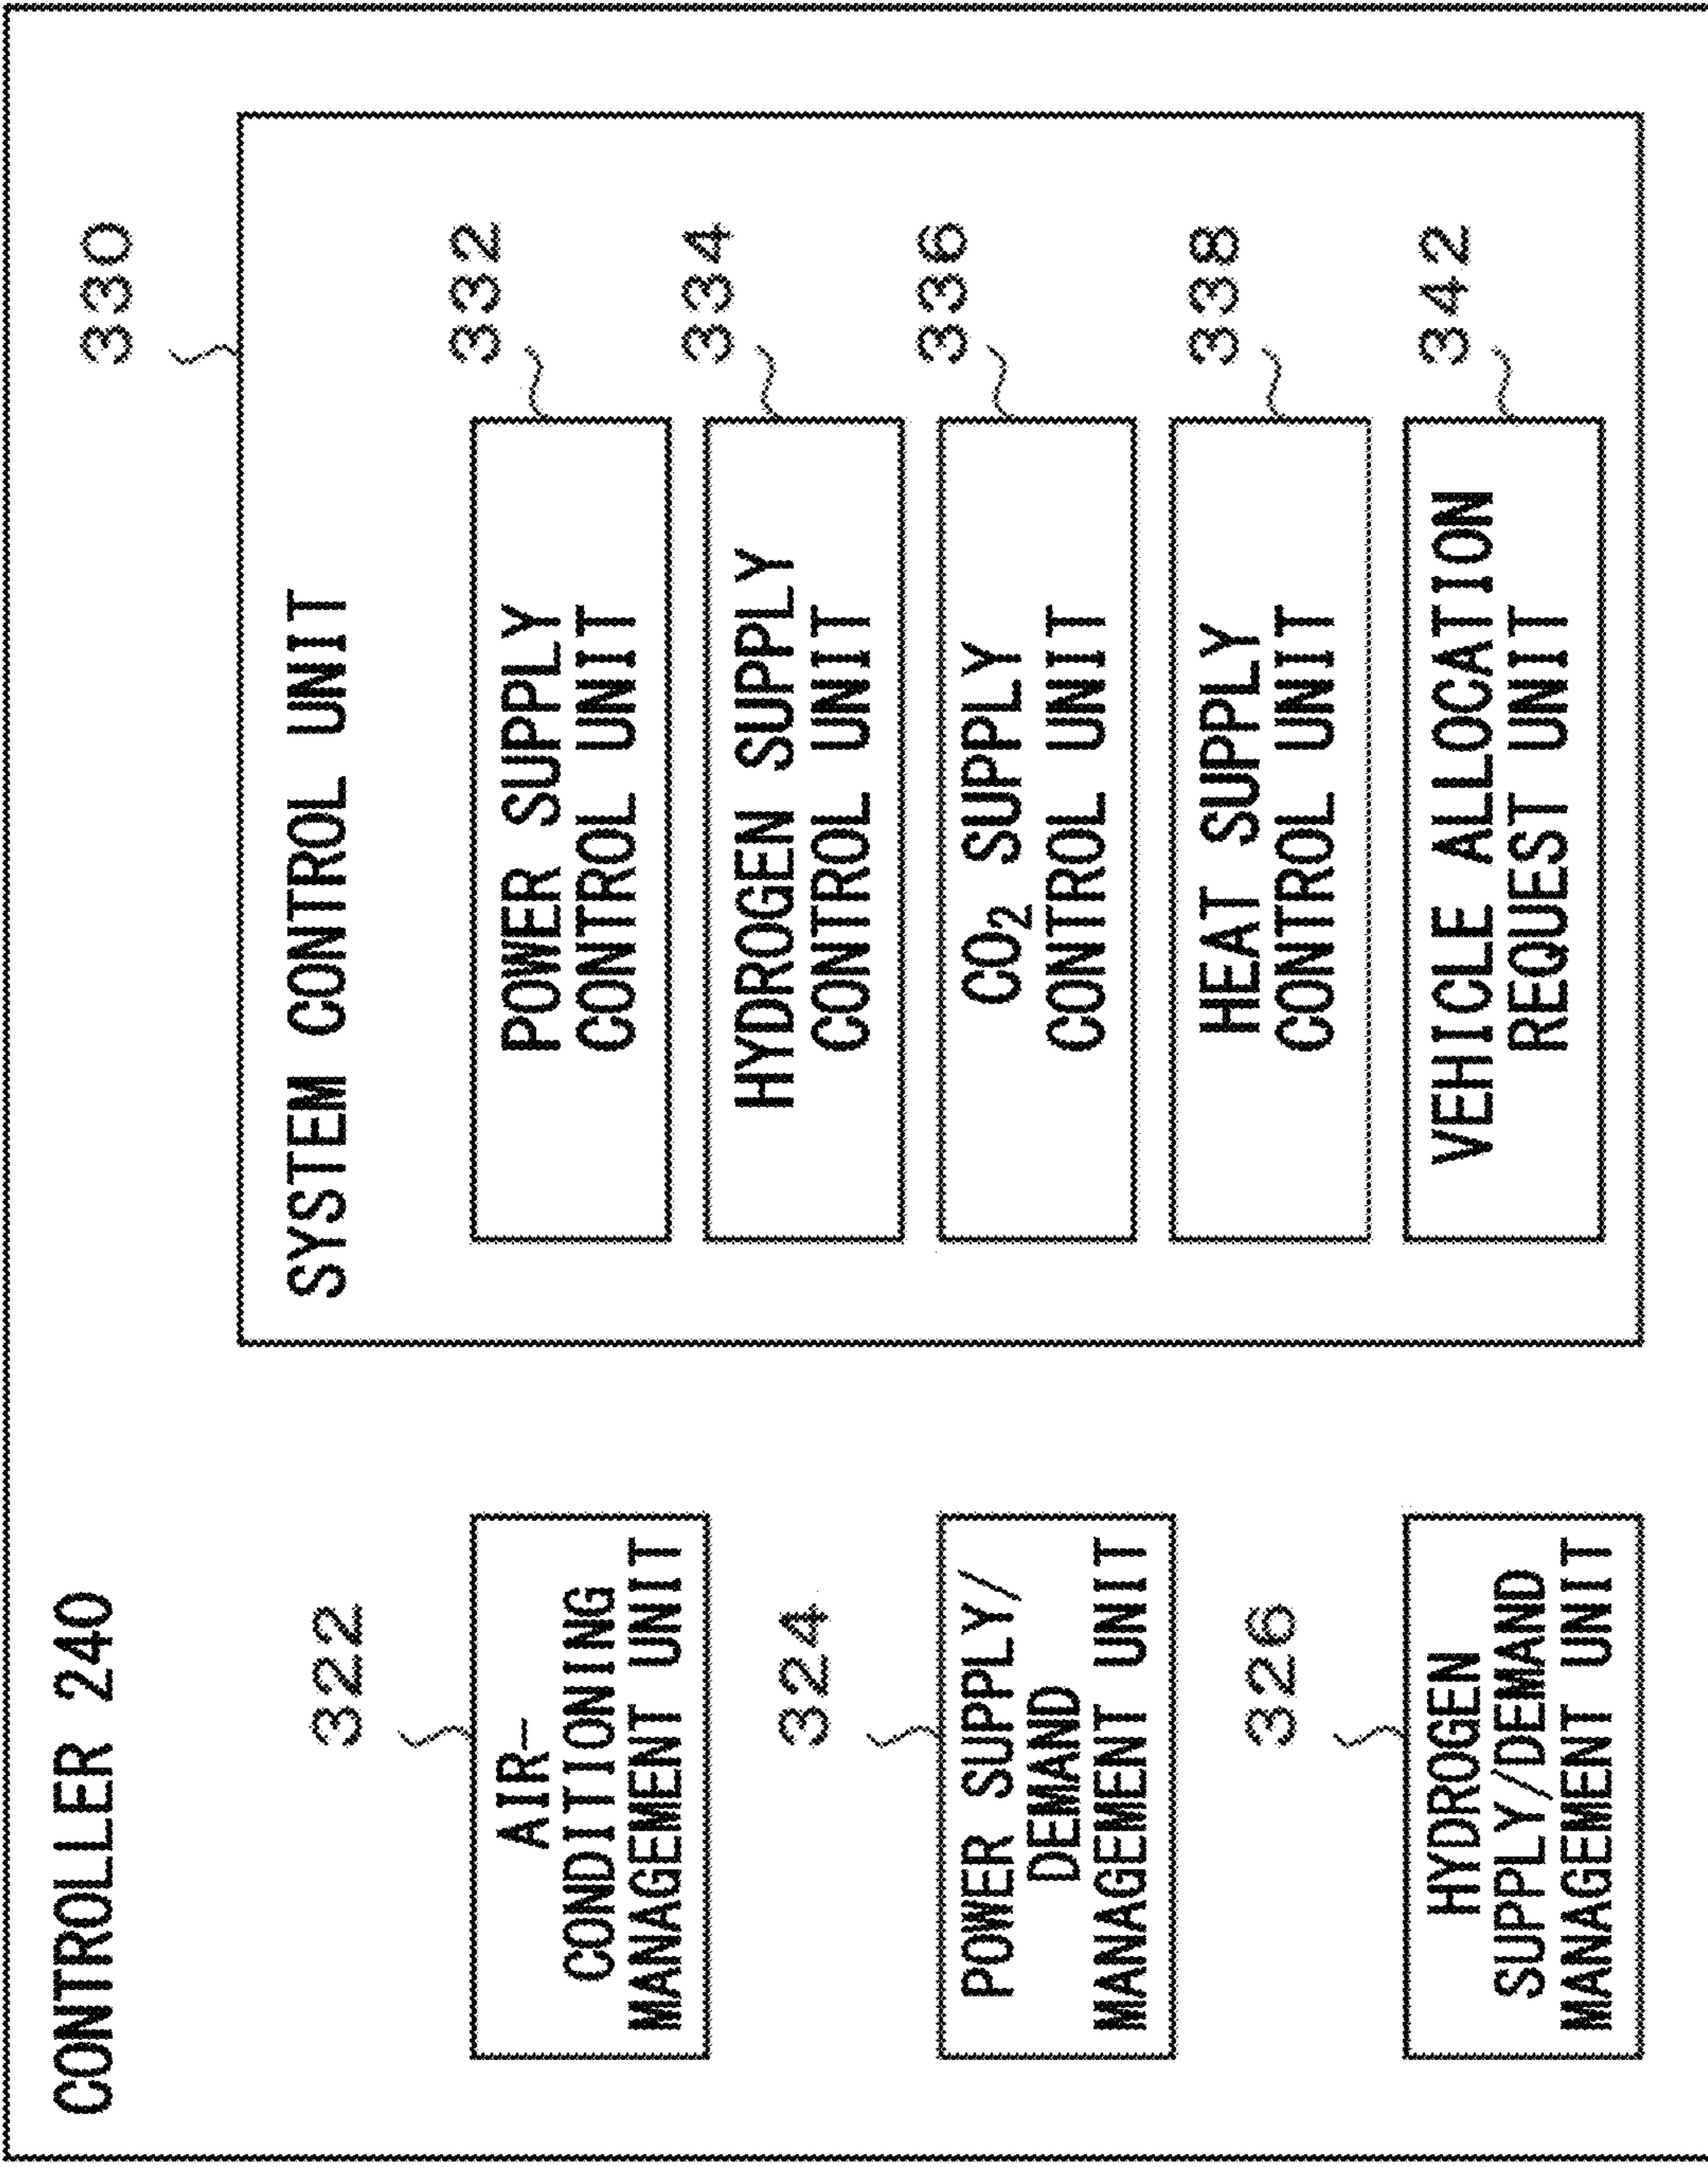 CONTROLLER 240
322
AIR-
CONDITIONING
MANAGEMENT UNIT
324
POWER SUPPLY/
DEMAND
MANAGEMENT UNIT
326
HYDROGEN
SUPPLY/DEMAND
MANAGEMENT UNIT
330
SYSTEM CONTROL UNIT
332
POWER SUPPLY
CONTROL UNIT
334
HYDROGEN SUPPLY
CONTROL UNIT
336
CO₂ SUPPLY
CONTROL UNIT
338
HEAT SUPPLY
CONTROL UNIT
342
VEHICLE ALLOCATION
REQUEST UNIT